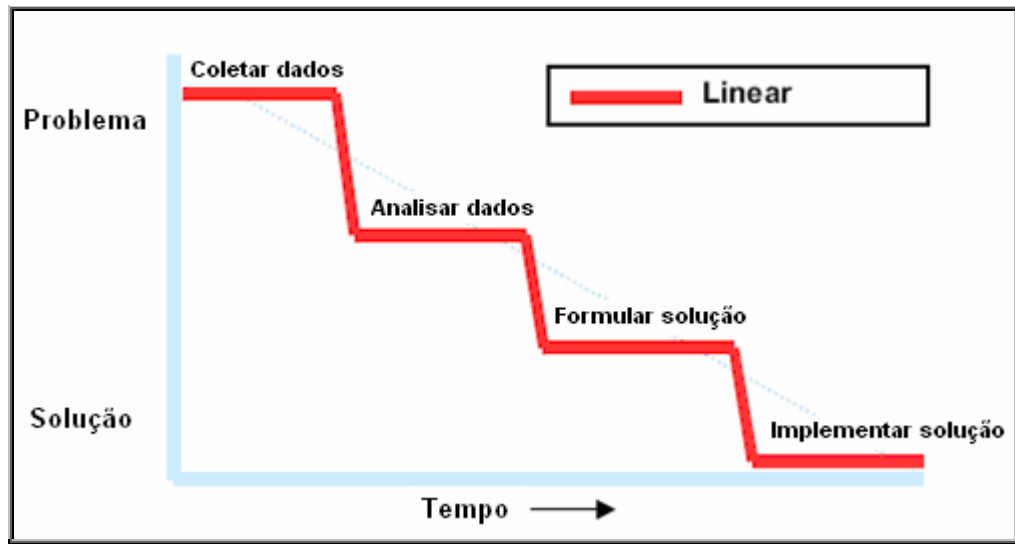 Coletar dados
Linear
Problema
Analisar dados
Formular solução
Solução
Implementar solução
Tempo